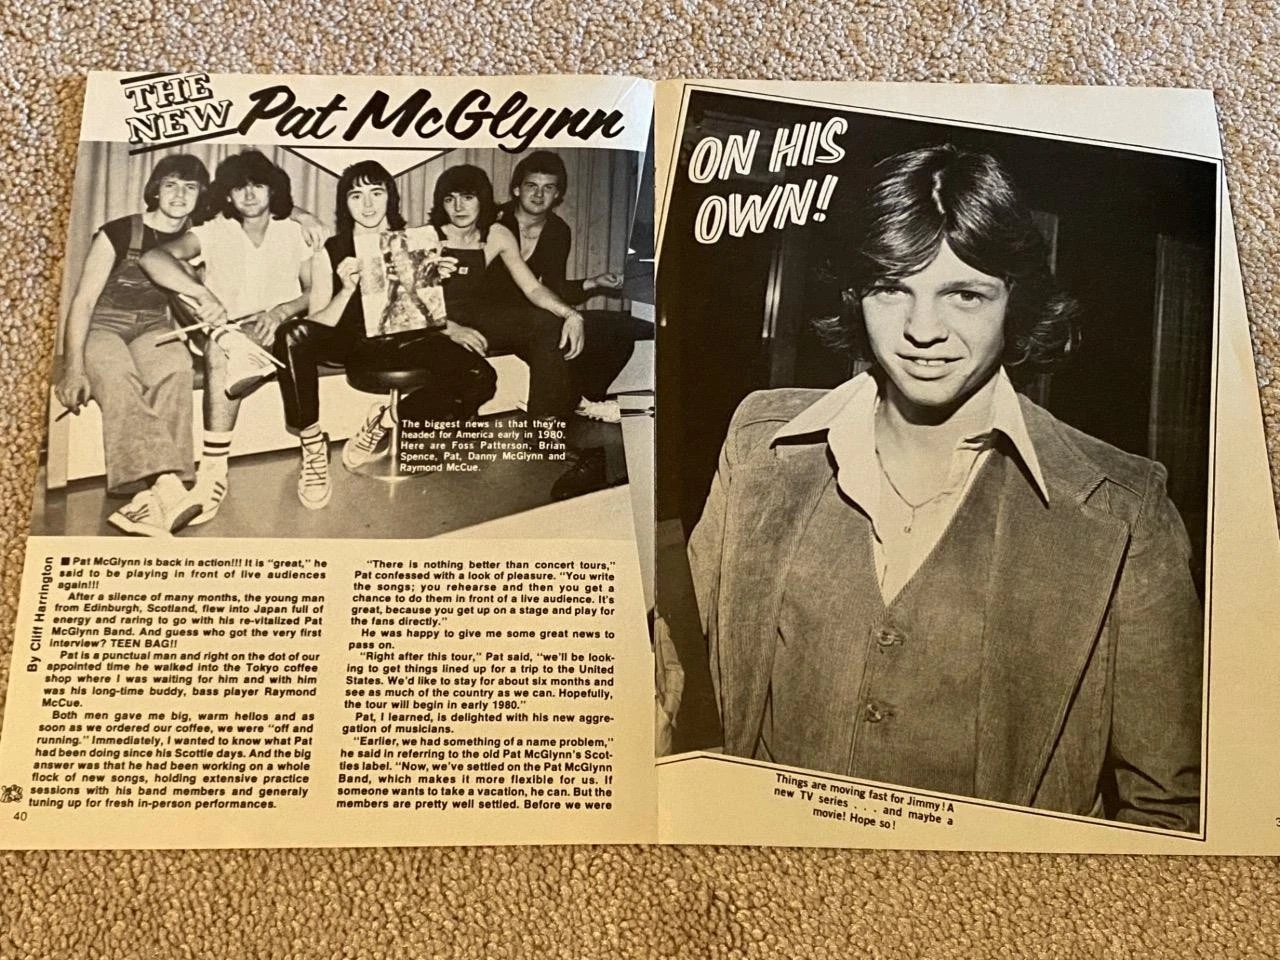 THE
NEW
Pat McGlynn
The biggest news is that they're
headed for America early in 1980.
Here are Foss Patterson, Brian
Spence, Pat, Danny McGlynn and
Raymond McCue.
By Cliff Harrington
■ Pat McGlynn is back in action!!! It is "great," he
said to be playing in front of live audiences
again!!!
After a silence of many months, the young man
from Edinburgh, Scotland, flew into Japan full of
energy and raring to go with his re-vitalized Pat
McGlynn Band. And guess who got the very first
interview? TEEN BAG!!
Pat is a punctual man and right on the dot of our
appointed time he walked into the Tokyo coffee
shop where I was waiting for him and with him
was his long-time buddy, bass player Raymond
McCue.
Both men gave me big, warm hellos and as
soon as we ordered our coffee, we were "off and
running." Immediately, I wanted to know what Pat
had been doing since his Scottie days. And the big
answer was that he had been working on a whole
flock of new songs, holding extensive practice
sessions with his band members and generaly
tuning up for fresh in-person performances.
40
"There is nothing better than concert tours,"
Pat confessed with a look of pleasure. "You write
the songs; you rehearse and then you get a
chance to do them in front of a live audience. It's
great, because you get up on a stage and play for
the fans directly."
He was happy to give me some great news to
pass on.
"Right after this tour," Pat said, "we'll be look-
ing to get things lined up for a trip to the United
States. We'd like to stay for about six months and
see as much of the country as we can. Hopefully,
the tour will begin in early 1980."
Pat, I learned, is delighted with his new aggre-
gation of musicians.
"Earlier, we had something of a name problem,"
he said in referring to the old Pat McGlynn's Scot-
ties label. "Now, we've settled on the Pat McGlynn
Band, which makes it more flexible for us. If
someone wants to take a vacation, he can. But the
members are pretty well settled. Before we were
ON HIS
OWN!
Things are moving fast for Jimmy! A
new TV series . . . and maybe a
movie! Hope so!